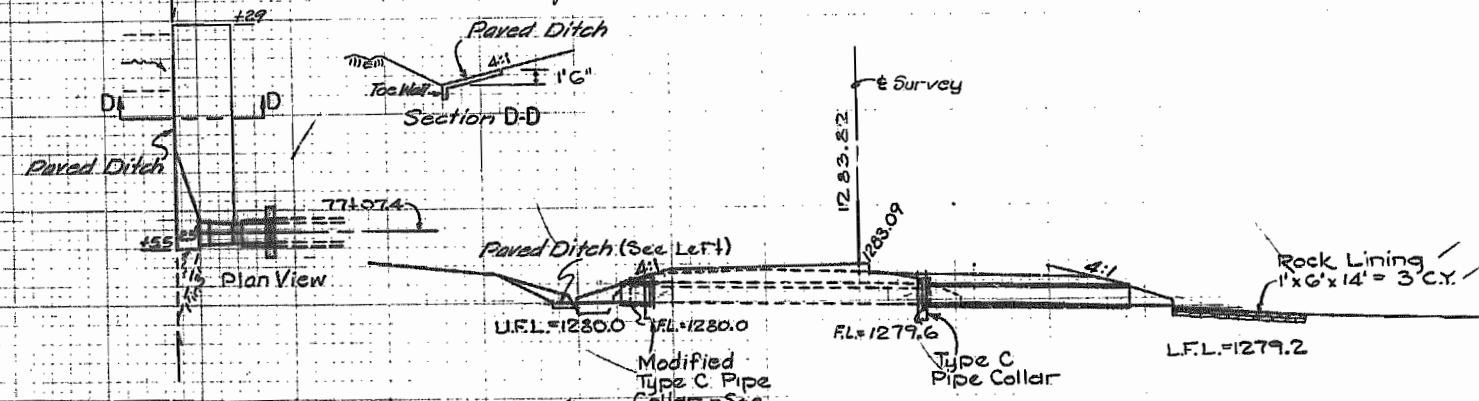 ±29
Paved Ditch
4:1
1'6"
Toe Wall
Section D-D
D
D
Paved Ditch
77+07.4
±55
Plan View
Paved Ditch (See Left)
4:1
U.F.L.=1280.0
F.L.=1280.0
Modified
Type C Pipe
Collar - See
℄ Survey
1283.82
1283.09
F.L.=1279.6
Type C
Pipe Collar
4:1
Rock Lining
1'x6'x14' = 3 C.Y.
L.F.L.=1279.2